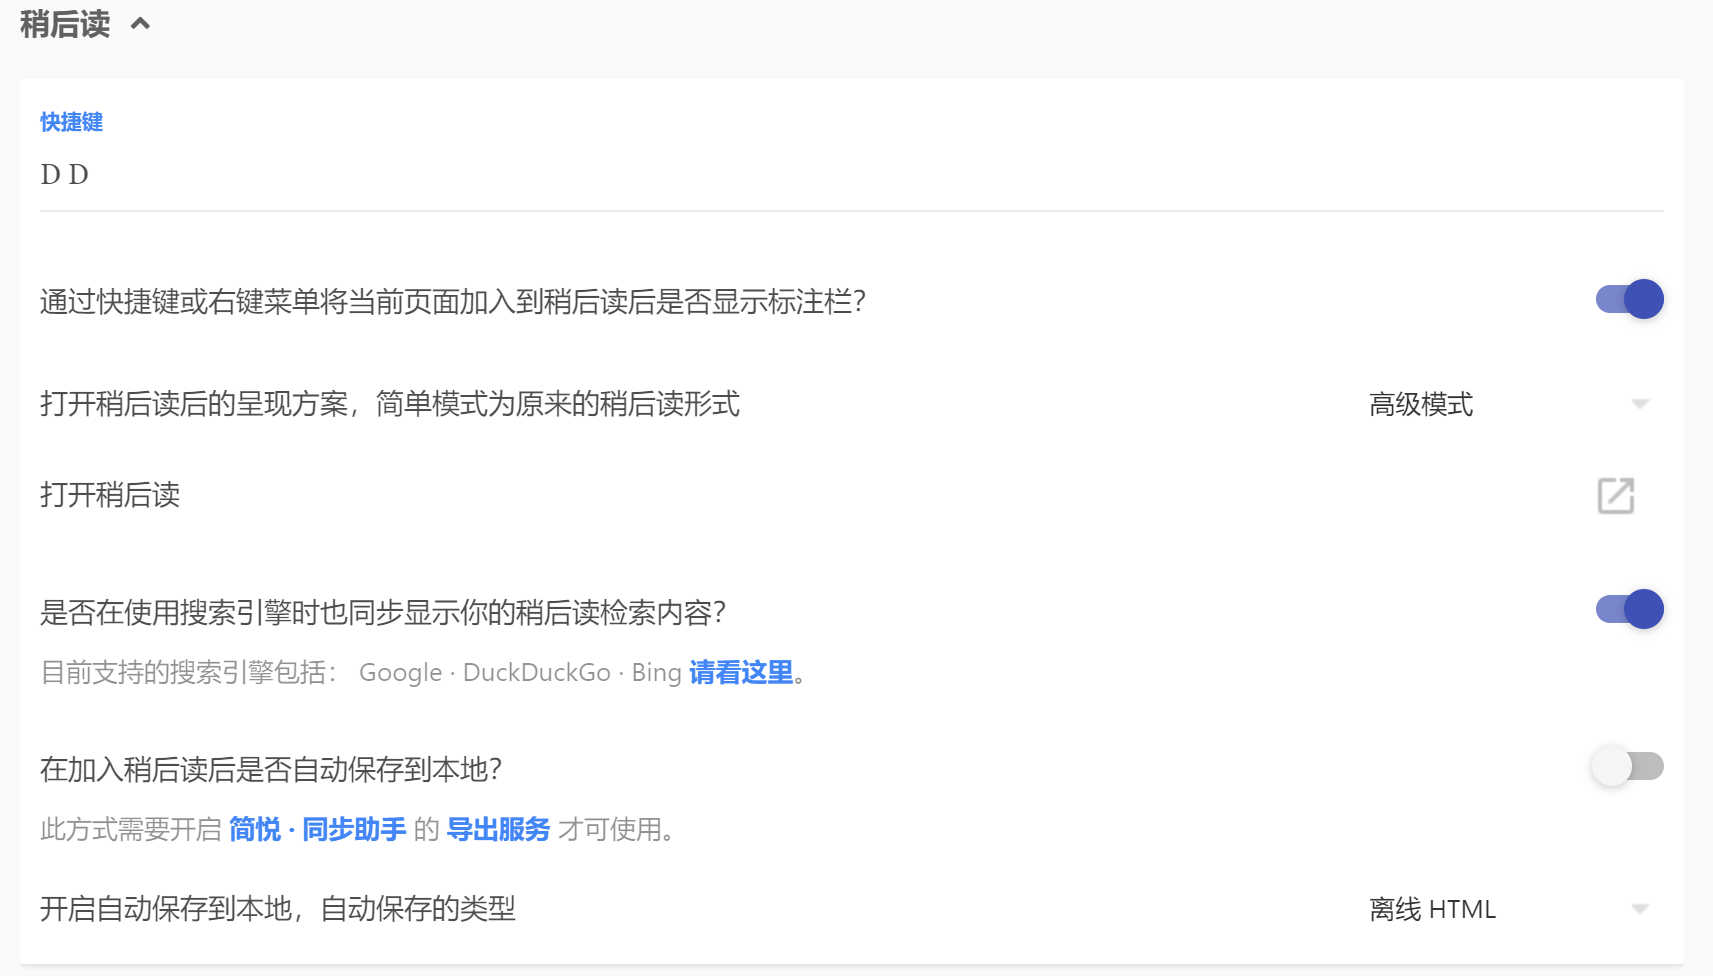 稍后读
快捷键
D D
通过快捷键或右键菜单将当前页面加入到稍后读后是否显示标注栏？
打开稍后读后的呈现方案，简单模式为原来的稍后读形式 高级模式
打开稍后读
是否在使用搜索引擎时也同步显示你的稍后读检索内容？
目前支持的搜索引擎包括： Google · DuckDuckGo · Bing 请看这里。
在加入稍后读后是否自动保存到本地？
此方式需要开启 简悦 · 同步助手 的 导出服务 才可使用。
开启自动保存到本地，自动保存的类型 离线 HTML